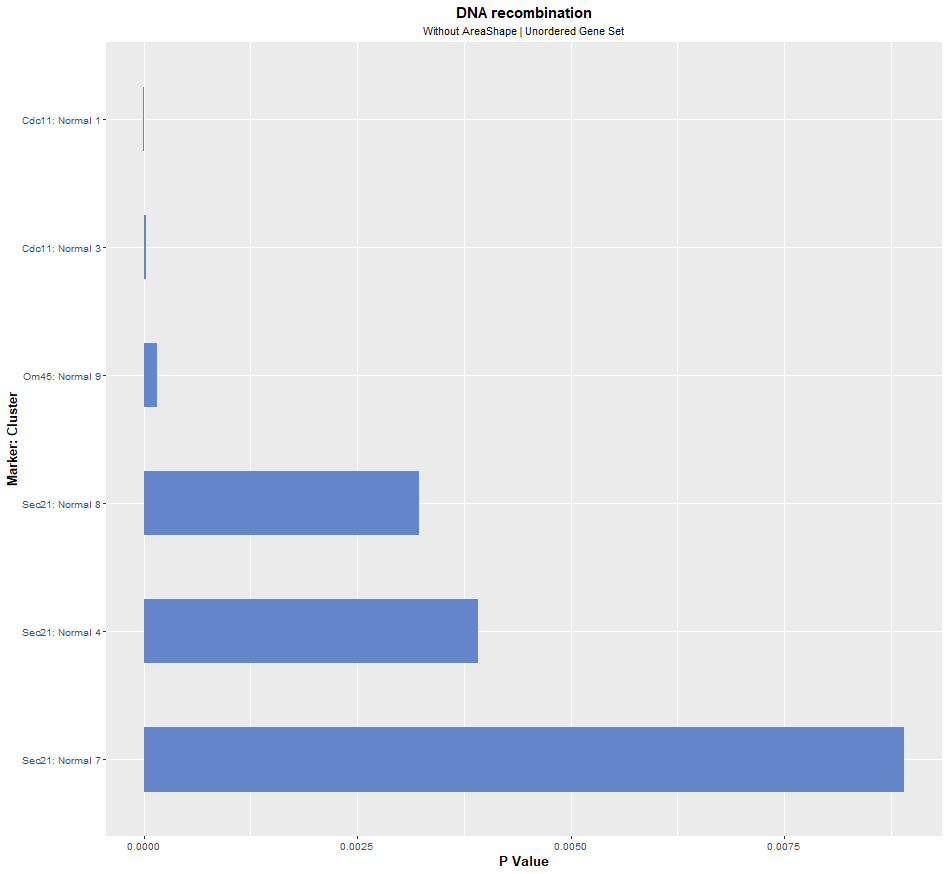 DNA recombination
Without AreaShape | Unordered Gene Set
Marker: Cluster
Cdc11: Normal 1
Cdc11: Normal 3
Om45: Normal 9
Sec21: Normal 8
Sec21: Normal 4
Sec21: Normal 7
0.0000 0.0025 0.0050 0.0075
P Value